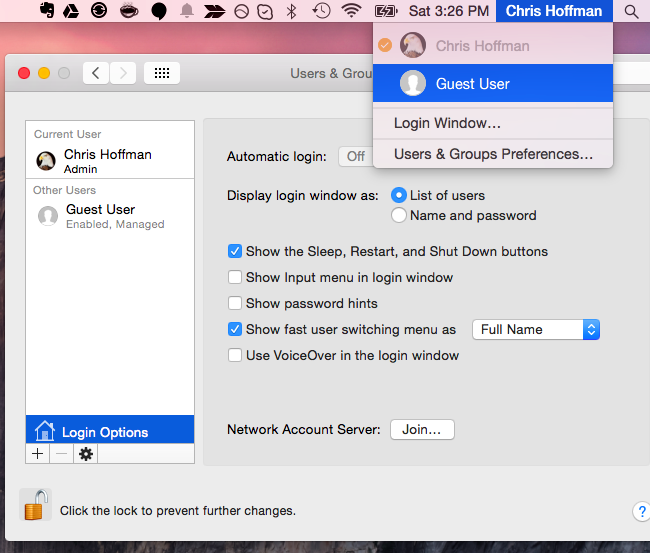 Sat 3:26 PM Chris Hoffman
Chris Hoffman
Guest User
Login Window...
Users & Groups Preferences...
Users & Grou
Current User
Chris Hoffman
Admin
Other Users
Guest User
Enabled, Managed
Login Options
Automatic login: Off
Display login window as: List of users
Name and password
Show the Sleep, Restart, and Shut Down buttons
Show Input menu in login window
Show password hints
Show fast user switching menu as Full Name
Use VoiceOver in the login window
Network Account Server: Join...
Click the lock to prevent further changes.
?